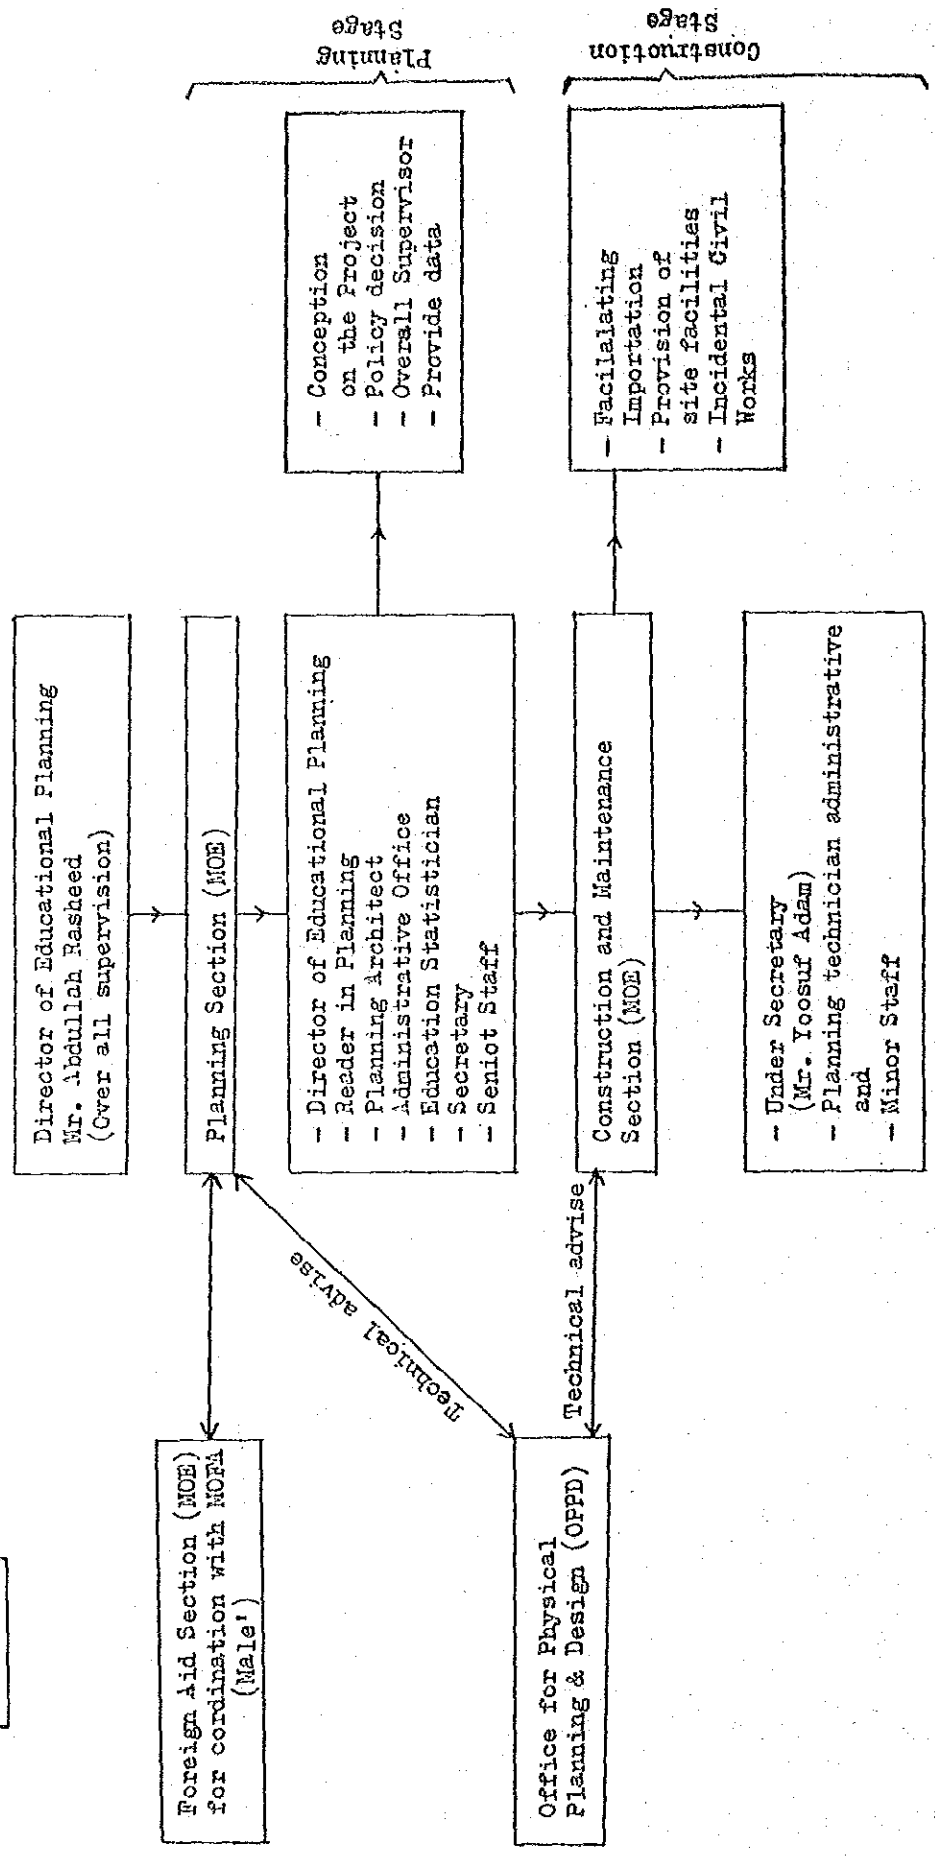 Director of Educational Planning
Mr. Abdullah Rasheed
(Over all supervision)
Planning Section (MOE)
Foreign Aid Section (MOE)
for cordination with MOFA
(Male')
Technical advise
- Director of Educational Planning
- Reader in Planning
- Planning Architect
- Administrative Office
- Education Statistician
- Secretary
- Seniot Staff
- Conception
on the Project
- Policy decision
- Overall Supervisor
- Provide data
Planning
Stage
Office for Physical
Planning & Design (OPPD)
Technical advise
Construction and Maintenance
Section (MOE)
- Facilalating
Importation
- Provision of
site facilities
- Incidental Civil
Works
Construction
Stage
- Under Secretary
(Mr. Yoosuf Adam)
- Planning technician administrative
and
- Minor Staff